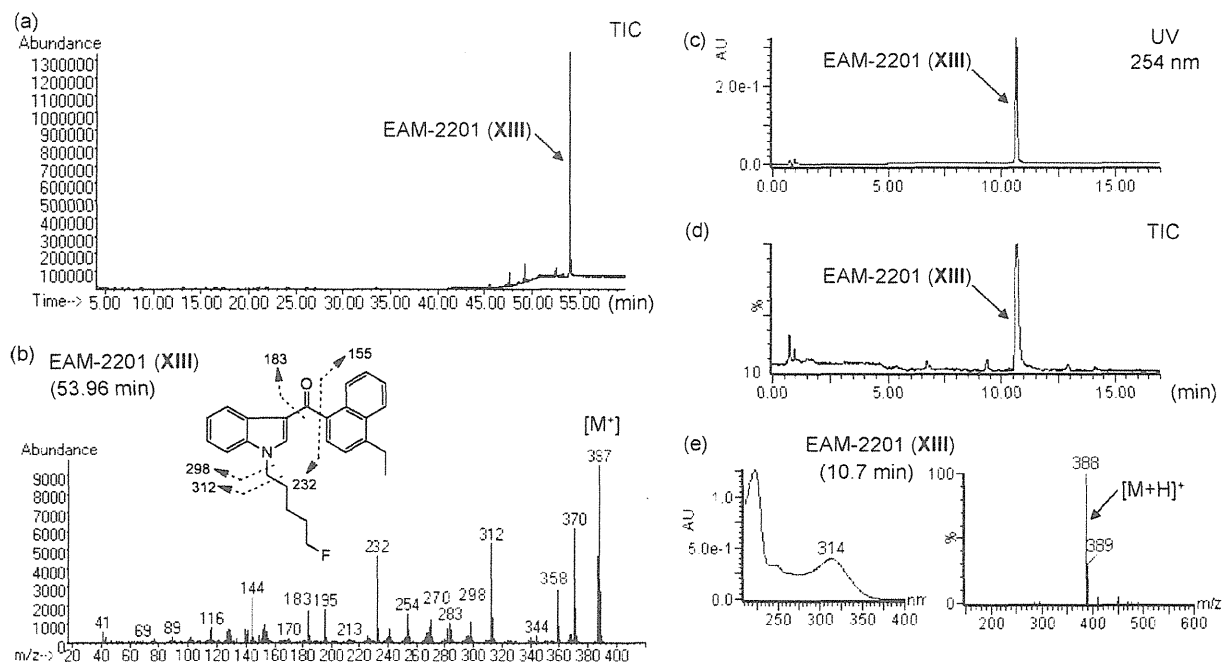 (a)
TIC
Abundance
1300000
1200000
1100000
1000000
900000
800000
700000
600000
500000
400000
300000
200000
100000
EAM-2201 (XIII)
Time--> 5.00 10.00 15.00 20.00 25.00 30.00 35.00 40.00 45.00 50.00 55.00 (min)
(b) EAM-2201 (XIII)
(53.96 min)
183
155
O
N
298
312
232
F
[M+]
Abundance
9000
8000
7000
6000
5000
4000
3000
2000
1000
0
41 69 89 116 144 170 183 195 213 232 254 270 283 298 312 344 358 370 387
m/z--> 20 40 60 80 100 120 140 160 180 200 220 240 260 280 300 320 340 360 380 400
(c)
UV
254 nm
AU
EAM-2201 (XIII)
2.0e-1
0.0
0.00 5.00 10.00 15.00
(d)
TIC
EAM-2201 (XIII)
%
10
0.00 5.00 10.00 15.00 (min)
(e) EAM-2201 (XIII)
(10.7 min)
AU
1.0
5.0e-1
0.0
314
300 400 nm
100
%
0
388
[M+H]+
389
200 300 400 500 600 m/z